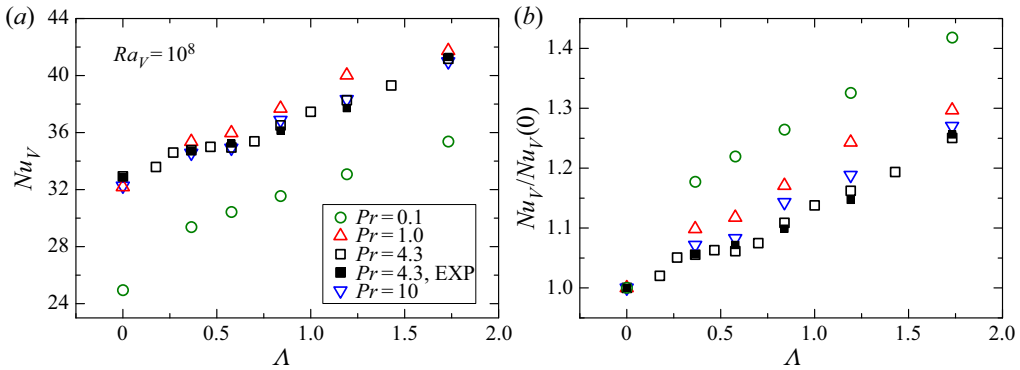 (a)
44
40
36
32
28
24
Nu_V
Ra_V = 10^8
Pr = 0.1
Pr = 1.0
Pr = 4.3
Pr = 4.3, EXP
Pr = 10
0 0.5 1.0 1.5 2.0
Λ
(b)
1.4
1.3
1.2
1.1
1.0
Nu_V/Nu_V(0)
0 0.5 1.0 1.5 2.0
Λ